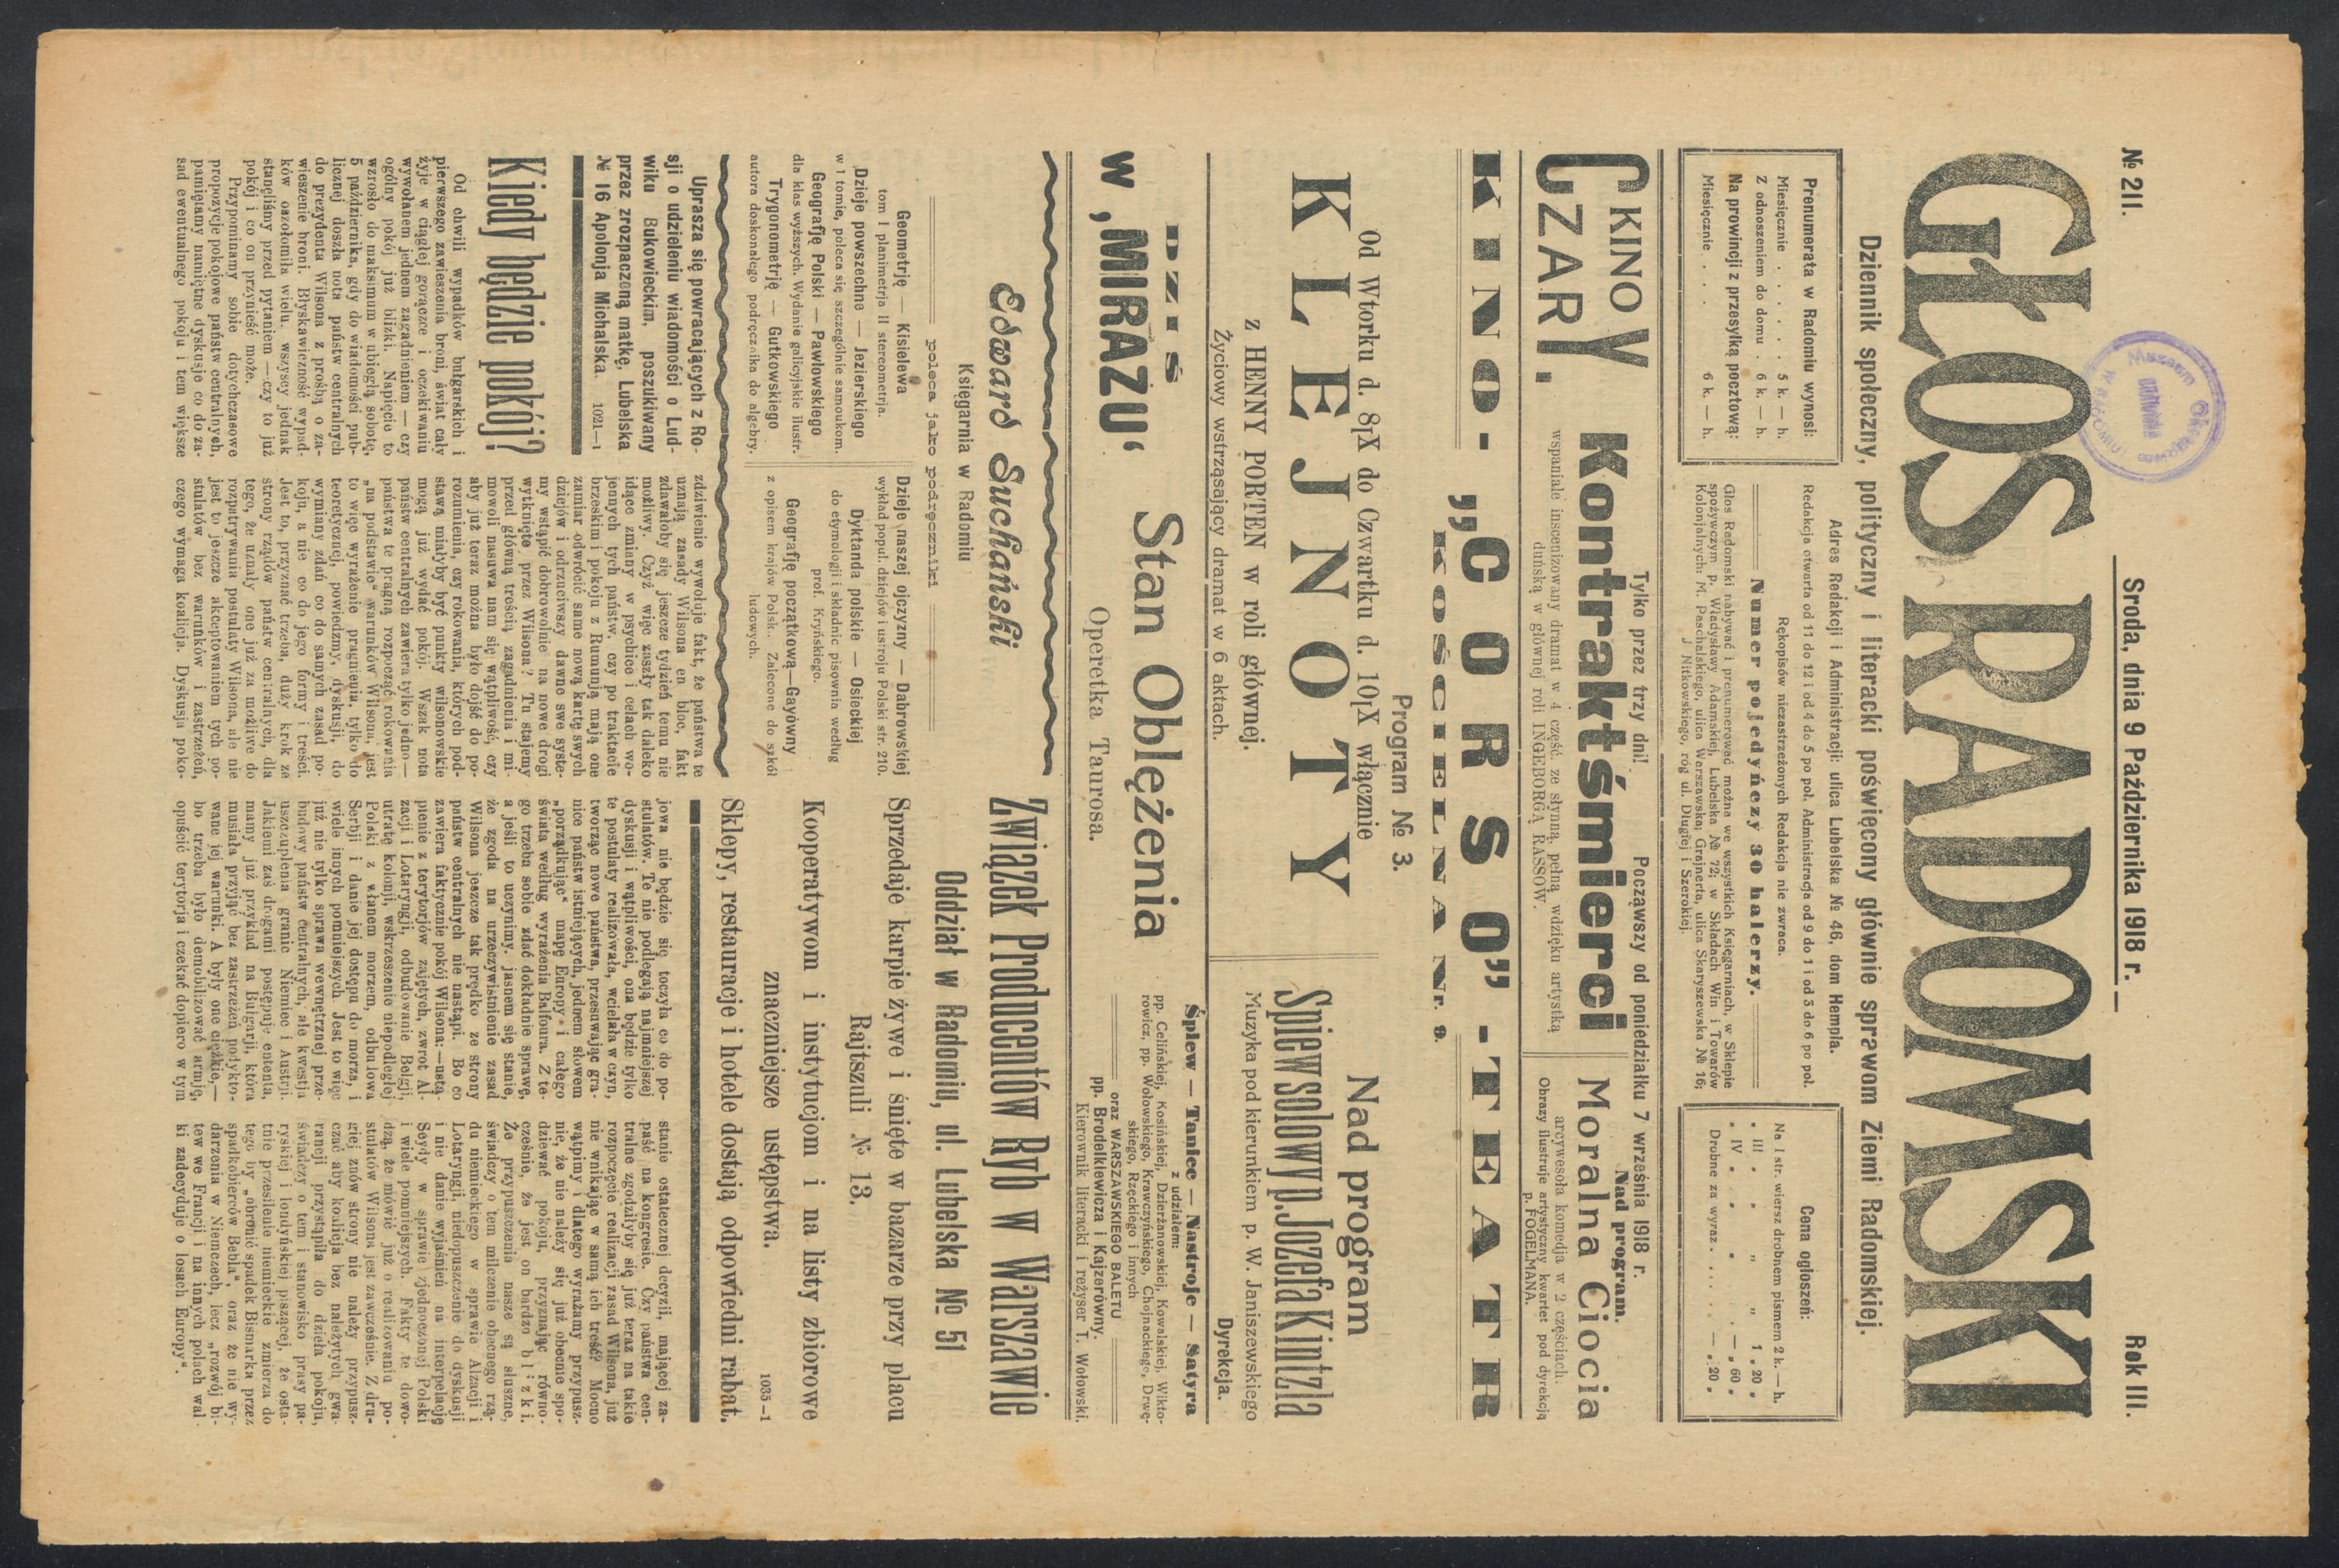 № 211.
Środa, dnia 9 Października 1918 r.
Rok III.
GŁOS RADOMSKI
Dziennik społeczny, polityczny i literacki poświęcony głównie sprawom Ziemi Radomskiej.
Prenumerata w Radomiu wynosi:
Miesięcznie . . . . . 5 k. — h.
Z odnoszeniem do domu . 6 k. — h.
Na prowincji z przesyłką pocztową:
Miesięcznie . . . . 6 k. — h.
Adres Redakcji i Administracji: ulica Lubelska № 46, dom Hempla.
Redakcja otwarta od 11 do 12 i od 4 do 5 po poł. Administracja od 9 do 1 i od 3 do 6 po poł.
Rękopisów niezastrzeżonych Redakcja nie zwraca.
Numer pojedyńczy 30 halerzy.
Głos Radomski nabywać i prenumerować można we wszystkich Księgarniach, w Sklepie
spożywczym p. Władysławy Adamskiej, Lubelska № 72; w Składach Win i Towarów
Kolonjalnych: M. Paschalskiego, ulica Warszawska; Grajnerta, ulica Skaryszewska № 16;
J Nitkowskiego, róg ul. Długiej i Szerokiej.
Cena ogłoszeń:
Na I str. wiersz drobnem pismem 2 k. — h.
„ III „ „ „ „ 1 „ 20 „
„ IV „ „ „ — „ 60 „
Drobne za wyraz . . . . . — „ 20 „
KINO
CZARY.
Tylko przez trzy dni!
Począwszy od poniedziałku 7 września 1918 r.
Kontraktśmierci
wspaniale inscenizowany dramat w 4 część. ze słynną, pełną wdzięku artystką
duńską w głównej roli INGEBORGĄ RASSOW.
Nad program.
Moralna Ciocia
arcywesoła komedja w 2 częściach.
Obrazy ilustruje artystyczny kwartet pod dyrekcją
p. FOGELMANA.
KINO- „CORSO” -TEATR
KOŚCIELNA Nr. 9.
Program № 3.
Od Wtorku d. 8|X do Czwartku d. 10|X włącznie
KLEJNOTY
z HENNY PORTEN w roli głównej.
Życiowy wstrząsający dramat w 6 aktach.
Nad program
Spiew solowy p. Jozefa Kintzla
Muzyka pod kierunkiem p. W. Janiszewskiego
Dyrekcja.
DZIŚ
w ‚MIRAZU‘
Stan Oblężenia
Operetka Taurosa.
Śpiew — Tańce — Nastroje — Satyra
z udziałem:
pp. Celińskiej, Kosińskiej, Dzierżanowskiej, Kowalskiej, Wikto-
rowicz, pp. Wołowskiego, Krawczyńskiego, Chojnackiego, Drwę-
skiego, Rzęckiego i innych
oraz WARSZAWSKIEGO BALETU
pp. Brodelkiewicza i Kajzerówny.
Kierownik literacki i reżyser T. Wołowski.
Edward Suchański
Księgarnia w Radomiu
poleca jako podręczniki
Geometrję — Kisielewa
tom I planimetrja II stereometrja.
Dzieje powszechne — Jezierskiego
w 1 tomie, poleca się szczególnie samoukom.
Geografję Polski — Pawłowskiego
dla klas wyższych. Wydanie galicyjskie ilustr.
Trygonometrję — Gutkowskiego
autora doskonałego podręcznika do algebry.
Dzieje naszej ojczyzny — Dąbrowskiej
wykład popul. dziejów i ustroju Polski str. 210.
Dyktanda polskie — Osieckiej
do etymologji i składnie pisownia według
prof. Kryńskiego.
Geografję początkową—Gayówny
z opisem krajów Polsk. Zalecone do szkół
ludowych.
Związek Producentów Ryb w Warszawie
Oddział w Radomiu, ul. Lubelska № 51
Sprzedaje karpie żywe i śnięte w bazarze przy placu
Rajtszuli № 13.
Kooperatywom i instytucjom i na listy zbiorowe
znaczniejsze ustępstwa.
1035—1
Sklepy, restauracje i hotele dostają odpowiedni rabat.
Uprasza się powracających z Ro-
sji o udzieleniu wiadomości o Lud-
wiku Bukowieckim, poszukiwany
przez zrozpaczoną matkę, Lubelska
№ 16 Apolonja Michalska. 1021—1
Kiedy będzie pokój?
Od chwili wypadków bułgarskich i
pierwszego zawieszenia broni, świat cały
żyje w ciągłej gorączce i oczekiwaniu
wywołanem jednem zagadnieniem — czy
ogólny pokój już blizki. Napięcie to
wzrosło do maksimum w ubiegłą sobotę,
5 października, gdy do wiadomości pub-
licznej doszła nota państw centralnych
do prezydenta Wilsona z prośbą o za-
wieszenie broni. Błyskawiczność wypad-
ków oszołomiła wielu. wszyscy jednak
stanęliśmy przed pytaniem —czy to już
pokój i co on przynieść może.
Przypominamy sobie dotychczasowe
propozycje pokojowe państw centralnych,
pamiętamy namiętne dyskusje co do za-
sad ewentualnego pokoju i tem większe
zdziwienie wywołuje fakt, że państwa te
uznają zasady Wilsona en bloc, fakt
zdawałoby się jeszcze tydzień temu nie
możliwy. Czyż więc zaszły tak daleko
idące zmiany w psychice i celach wo-
jennych tych państw, czy po traktacie
brzeskim i pokoju z Rumunją mają one
zamiar odwrócić same nową kartę swych
dziejów i odrzuciwszy dawne swe syste-
my wstąpić dobrowolnie na nowe drogi
wytknięte przez Wilsona? Tu stajemy
przed główną treścią zagadnienia i mi-
mowoli nasuwa nam się wątpliwość, czy
aby już teraz można było dojść do po-
rozumienia, czy rokowania, których pod-
stawą miałyby być punkty wilsonowskie
mogą już wydać pokój. Wszak nota
państw centralnych zawiera tylko jedno—
państwa te pragną rozpocząć rokowania
„na podstawie“ warunków Wilsona, jest
to więc wyrażenie pragnienia, tylko do
teoretycznej, powiedzmy, dyskusji, do
wymiany zdań co do samych zasad po-
koju, a nie co do jego formy i treści.
Jest to, przyznać trzeba, duży krok ze
strony rządów państw centralnych, dla
tego, że uznały one już za możliwe do
rozpatrywania postulaty Wilsona, ale nie
jest to jeszcze akceptowaniem tych po-
stulatów bez warunków i zastrzeżeń,
czego wymaga koalicja. Dyskusja poko-
jowa nie będzie się toczyła co do po-
stulatów. Te nie podlegają najmniejszej
dyskusji i wątpliwości, ona będzie tylko
te postulaty realizowała, wcielała w czyn,
tworząc nowe państwa, przesuwając gra-
nice państw istniejących, jednem słowem
„porządkując“ mapę Europy i całego
świata według wyrażenia Balfoura. Z te-
go trzeba sobie zdać dokładnie sprawę,
a jeśli to uczynimy. jasnem się stanie,
że zgoda na urzeczywistnienie zasad
Wilsona jeszcze tak prędko ze strony
państw centralnych nie nastąpi. Bo co
zawiera faktycznie pokój Wilsona:—ustą-
pienie z terytorjów zajętych, zwrot Al-
zacji i Lotaryngji, odbudowanie Belgji,
utratę kolonji, wskrzeszenie niepodległej
Polski z własnem morzem, odbudowa
Serbji i danie jej dostępu do morza, i
wiele innych pomniejszych Jest to więc
już nie tylko sprawa wewnętrznej prze-
budowy państw centralnych, ale kwestja
uszczuplenia granic Niemiec i Austrji.
Jakiemi zaś drogami postępuje ententa,
mamy już przykład na Bułgarji, która
musiała przyjąć bez zastrzeżeń podykto-
wane jej warunki. A były one ciężkie,—
bo trzeba było demobilizować armję,
opuścić terytorja i czekać dopiero w tym
stanie ostatecznej decyzji, mającej za-
paść na kongresie. Czy państwa cen-
tralne zgodziłyby się już teraz na takie
rozpoczęcie realizacji zasad Wilsona, już
nie wnikając w samą ich treść? Mocno
wątpimy i dlatego wyrażamy przypusz-
nie, że nie należy się już obecnie spo-
dziewać pokoju, przyznając równo-
cześnie, że jest on bardzo blizki.
Że przypuszczenia nasze są słuszne,
świadczy o tem milczenie obecnego rzą-
du niemieckiego w sprawie Alzacji i
Lotaryngji, niedopuszczenie do dyskusji
i nie danie wyjaśnień na interpelację
Seydy w sprawie zjednoczonej Polski
i wiele pomniejszych. Fakty te dowo-
dzą, że mówić już o realizowaniu po-
stulatów Wilsona jest zawcześnie. Z dru-
giej znów strony nie należy przypusz-
czać aby koalicja bez należytych gwa-
rancji przystąpiła do dzieła pokoju,
świadczy o tem i stanowisko prasy pa-
ryskiej i londyńskiej piszącej, że osta-
tnie przesilenie niemieckie zmierza do
tego by „obronić spadek Bismarka przez
spadkobierców Bebla“, oraz że nie wy-
darzenia w Niemczech, lecz „rozwój bi-
tew we Francji i na innych polach wal-
ki zadecyduje o losach Europy“.